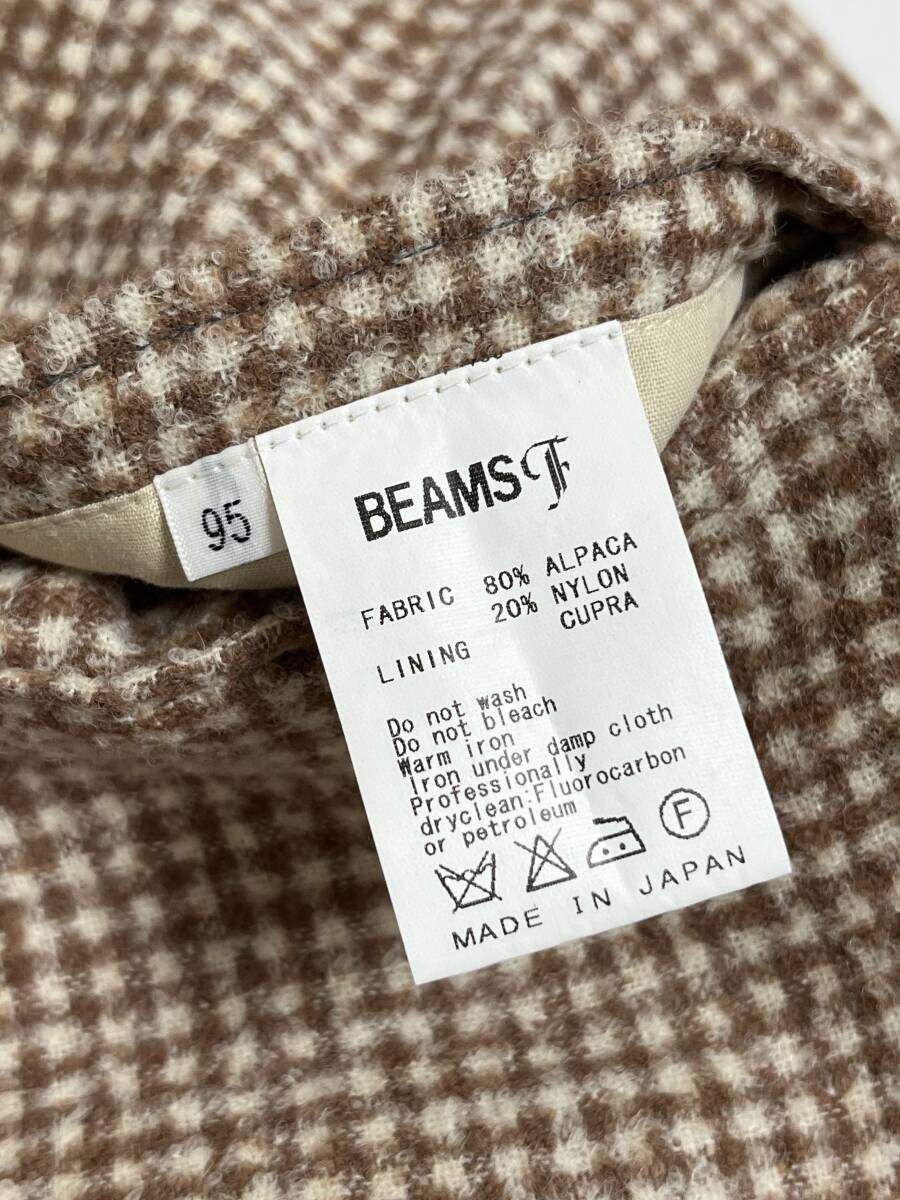 95
BEAMS F
FABRIC 80% ALPACA
20% NYLON
LINING CUPRA
Do not wash
Do not bleach
Warm iron
Iron under damp cloth
Professionally
dryclean:Fluorocarbon
or petroleum
F
MADE IN JAPAN